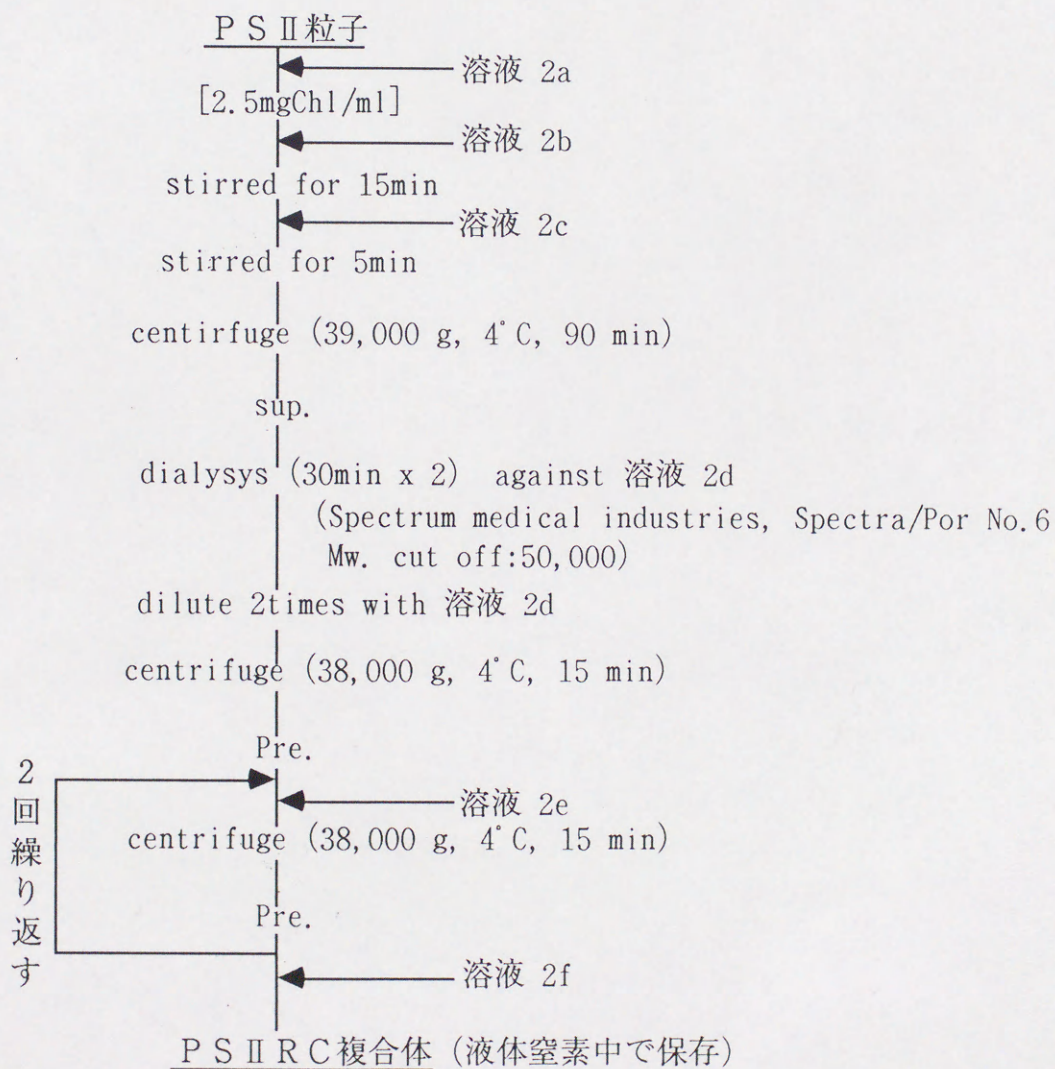 PSⅡ粒子
溶液 2a
[2.5mgChl/ml]
溶液 2b
stirred for 15min
溶液 2c
stirred for 5min
centirfuge (39,000 g, 4°C, 90 min)
sup.
dialysys (30min x 2) against 溶液 2d
(Spectrum medical industries, Spectra/Por No.6
Mw. cut off:50,000)
dilute 2times with 溶液 2d
centrifuge (38,000 g, 4°C, 15 min)
Pre.
2回繰り返す
溶液 2e
centrifuge (38,000 g, 4°C, 15 min)
Pre.
溶液 2f
PSⅡRC複合体 (液体窒素中で保存)